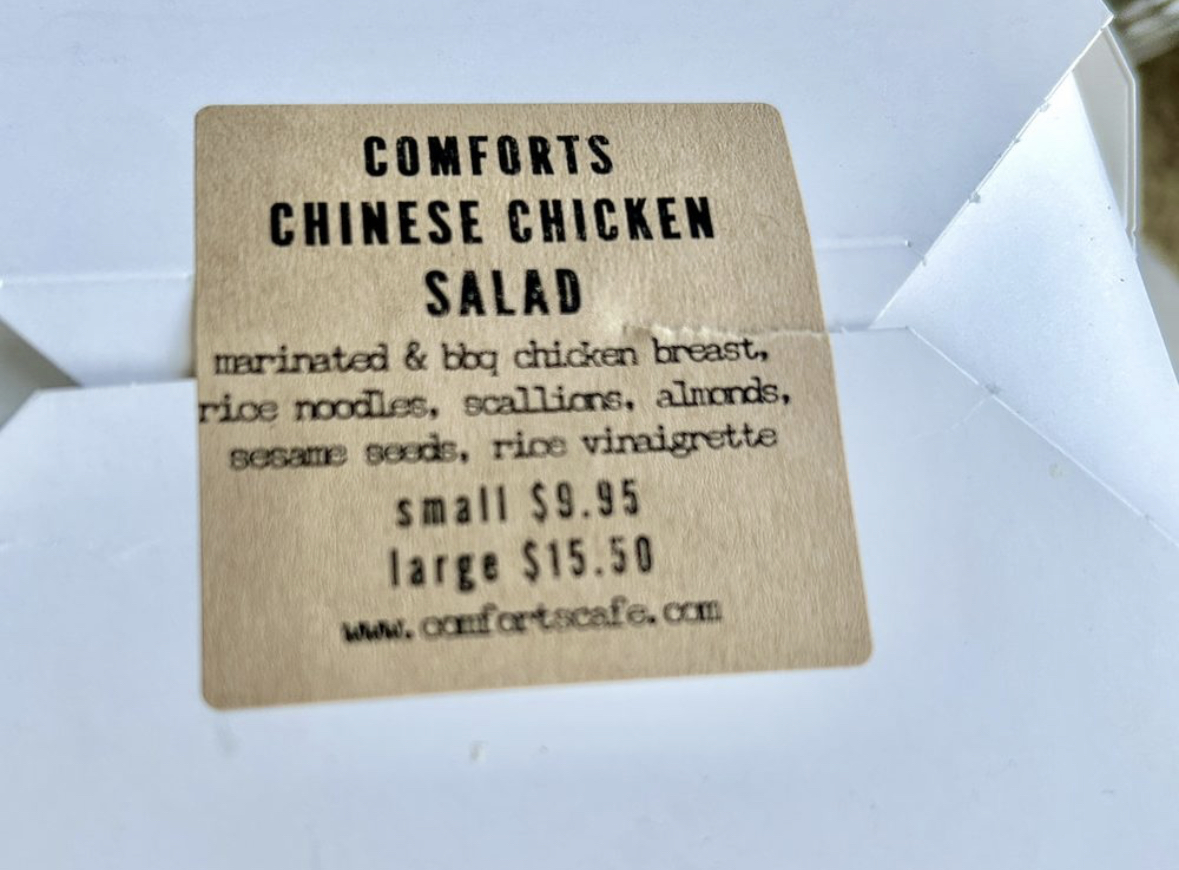 COMFORTS
CHINESE CHICKEN
SALAD
marinated & bbq chicken breast,
rice noodles, scallions, almonds,
sesame seeds, rice vinaigrette
small $9.95
large $15.50
www.comfortscafe.com